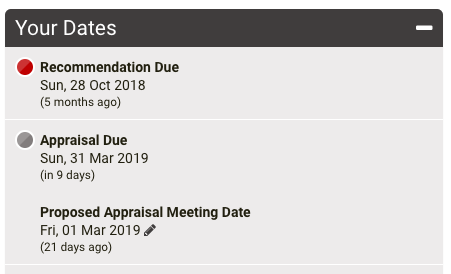 Your Dates
Recommendation Due
Sun, 28 Oct 2018
(5 months ago)
Appraisal Due
Sun, 31 Mar 2019
(in 9 days)
Proposed Appraisal Meeting Date
Fri, 01 Mar 2019
(21 days ago)